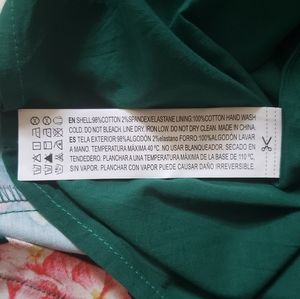 EN SHELL:98%COTTON 2%SPANDEX/ELASTANE LINING:100%COTTON HAND WASH
COLD. DO NOT BLEACH. LINE DRY. IRON LOW. DO NOT DRY CLEAN. MADE IN CHINA.
ES TELA EXTERIOR:98%ALGODÓN 2%elastano FORRO:100%ALGODÓN LAVAR
A MANO. TEMPERATURA MÁXIMA 40 ºC. NO USAR BLANQUEADOR. SECADO EN
TENDEDERO. PLANCHAR A UNA TEMPERATURA MÁXIMA DE LA BASE DE 110 ºC,
SIN VAPOR. PLANCHAR CON VAPOR PUEDE CAUSAR DAÑO IRREVERSIBLE.